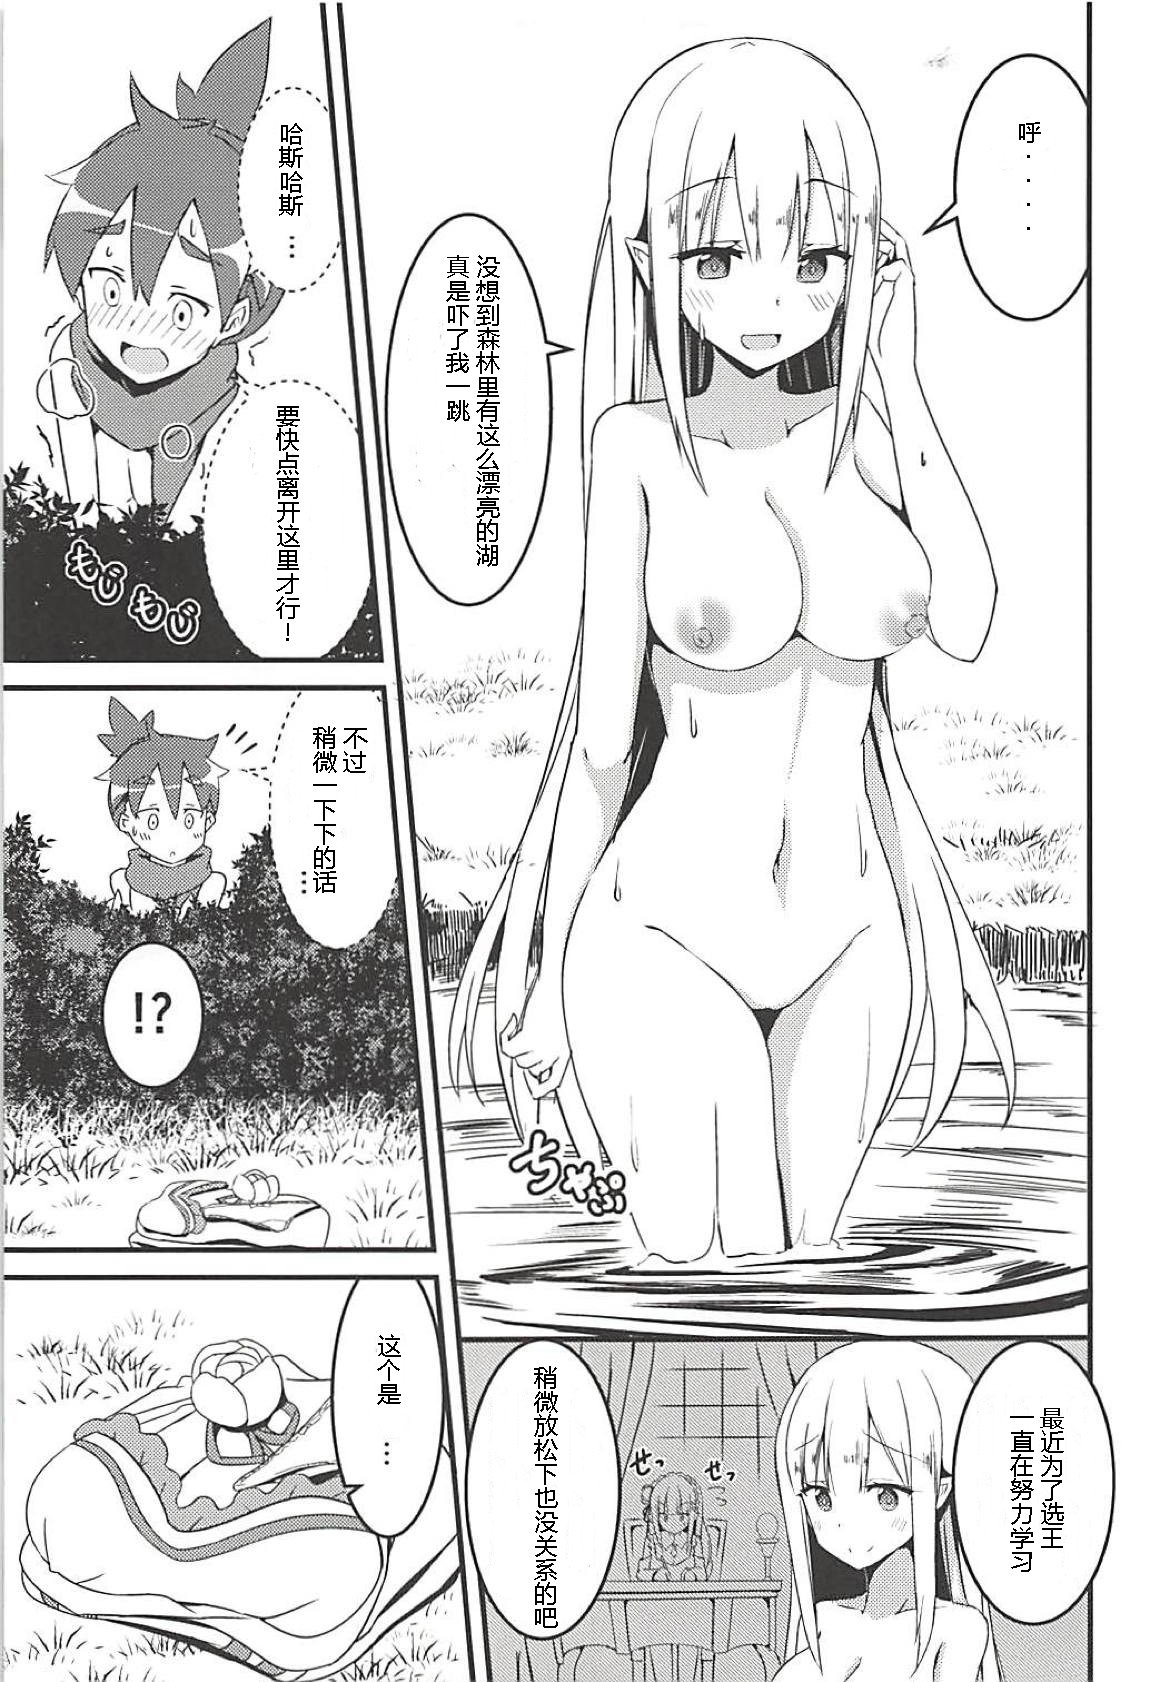 呼····
没想到森林里有这么漂亮的湖
真是吓了我一跳
ちゃぷ
最近为了选王
一直在努力学习
稍微放松下也没关系的吧
せっ
せっ
哈斯哈斯…
要快点离开这里才行！
もじ
もじ
不过
稍微一下下的话…
!?
这个是…